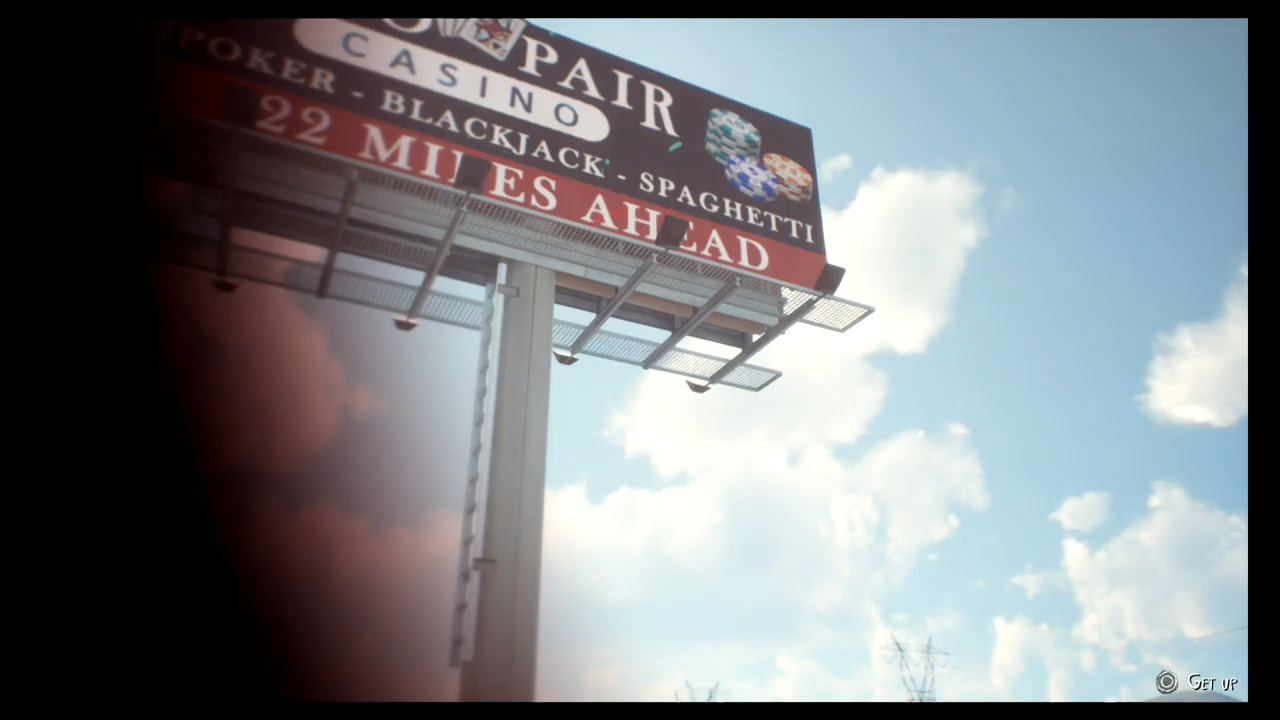 PAIR
CASINO
POKER - BLACKJACK - SPAGHETTI
22 MILES AHEAD
GET UP